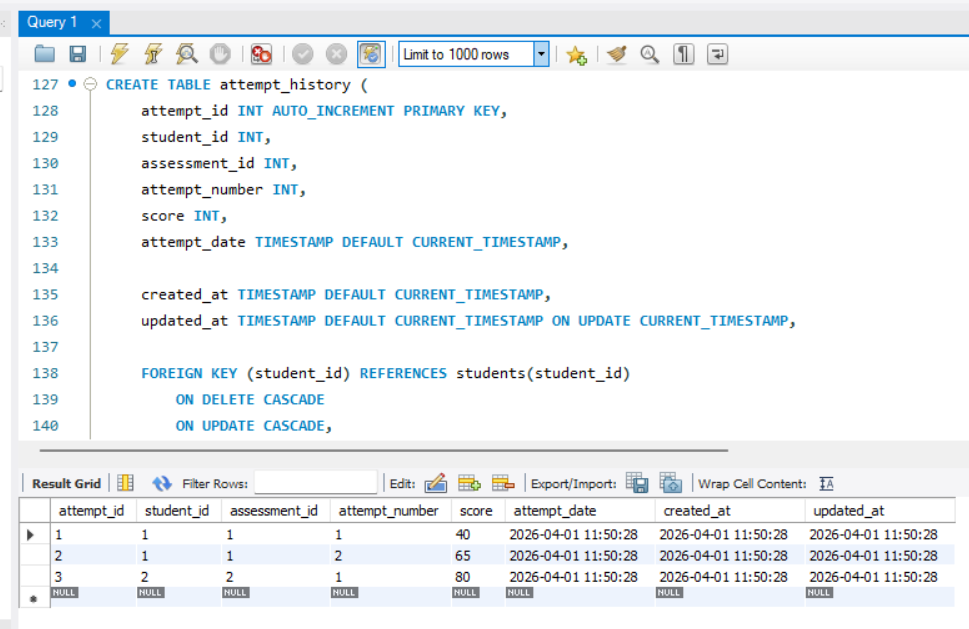 Query 1
Limit to 1000 rows
127 CREATE TABLE attempt_history (
128 attempt_id INT AUTO_INCREMENT PRIMARY KEY,
129 student_id INT,
130 assessment_id INT,
131 attempt_number INT,
132 score INT,
133 attempt_date TIMESTAMP DEFAULT CURRENT_TIMESTAMP,
134
135 created_at TIMESTAMP DEFAULT CURRENT_TIMESTAMP,
136 updated_at TIMESTAMP DEFAULT CURRENT_TIMESTAMP ON UPDATE CURRENT_TIMESTAMP,
137
138 FOREIGN KEY (student_id) REFERENCES students(student_id)
139 ON DELETE CASCADE
140 ON UPDATE CASCADE,
Result Grid Filter Rows: Edit: Export/Import: Wrap Cell Content: IA
attempt_id student_id assessment_id attempt_number score attempt_date created_at updated_at
1 1 1 1 40 2026-04-01 11:50:28 2026-04-01 11:50:28 2026-04-01 11:50:28
2 1 1 2 65 2026-04-01 11:50:28 2026-04-01 11:50:28 2026-04-01 11:50:28
3 2 2 1 80 2026-04-01 11:50:28 2026-04-01 11:50:28 2026-04-01 11:50:28
NULL NULL NULL NULL NULL NULL NULL NULL